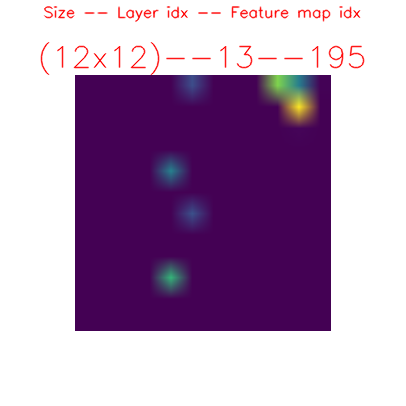 Size -- Layer idx -- Feature map idx
(12x12)--13--195